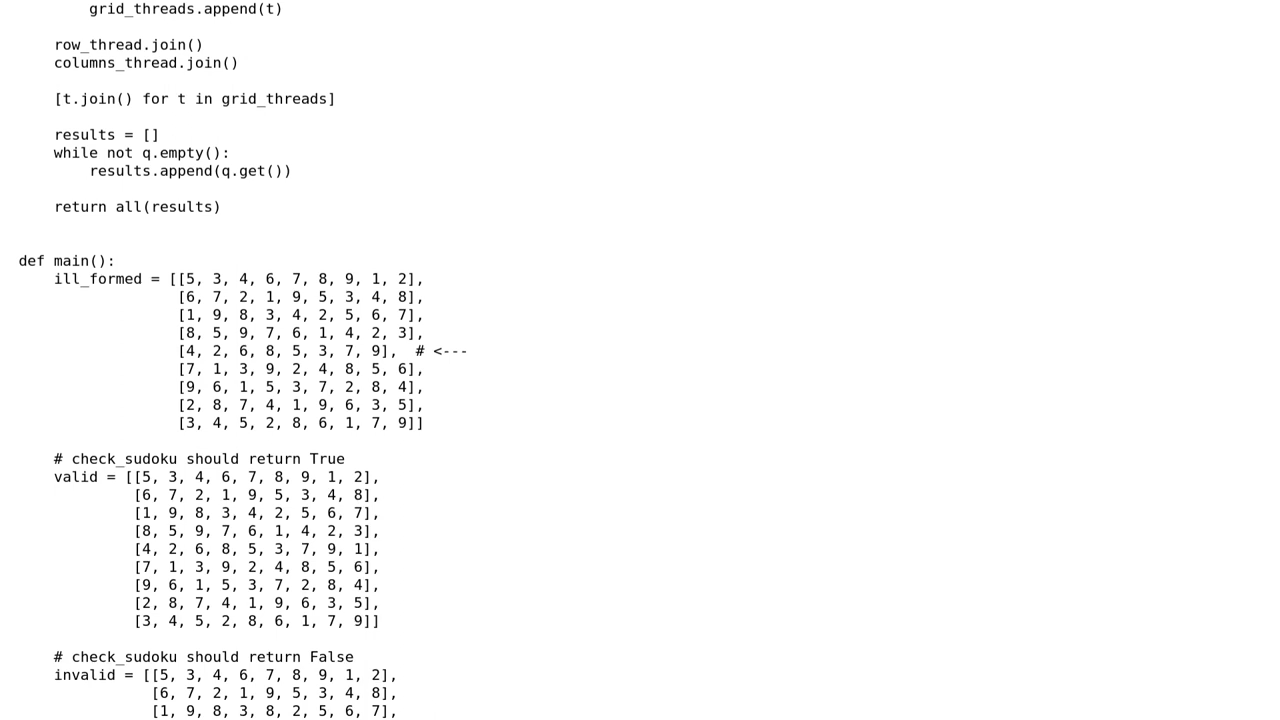 grid_threads.append(t)

    row_thread.join()
    columns_thread.join()

    [t.join() for t in grid_threads]

    results = []
    while not q.empty():
        results.append(q.get())

    return all(results)


def main():
    ill_formed = [[5, 3, 4, 6, 7, 8, 9, 1, 2],
                  [6, 7, 2, 1, 9, 5, 3, 4, 8],
                  [1, 9, 8, 3, 4, 2, 5, 6, 7],
                  [8, 5, 9, 7, 6, 1, 4, 2, 3],
                  [4, 2, 6, 8, 5, 3, 7, 9],  # <---
                  [7, 1, 3, 9, 2, 4, 8, 5, 6],
                  [9, 6, 1, 5, 3, 7, 2, 8, 4],
                  [2, 8, 7, 4, 1, 9, 6, 3, 5],
                  [3, 4, 5, 2, 8, 6, 1, 7, 9]]

    # check_sudoku should return True
    valid = [[5, 3, 4, 6, 7, 8, 9, 1, 2],
             [6, 7, 2, 1, 9, 5, 3, 4, 8],
             [1, 9, 8, 3, 4, 2, 5, 6, 7],
             [8, 5, 9, 7, 6, 1, 4, 2, 3],
             [4, 2, 6, 8, 5, 3, 7, 9, 1],
             [7, 1, 3, 9, 2, 4, 8, 5, 6],
             [9, 6, 1, 5, 3, 7, 2, 8, 4],
             [2, 8, 7, 4, 1, 9, 6, 3, 5],
             [3, 4, 5, 2, 8, 6, 1, 7, 9]]

    # check_sudoku should return False
    invalid = [[5, 3, 4, 6, 7, 8, 9, 1, 2],
               [6, 7, 2, 1, 9, 5, 3, 4, 8],
               [1, 9, 8, 3, 8, 2, 5, 6, 7],